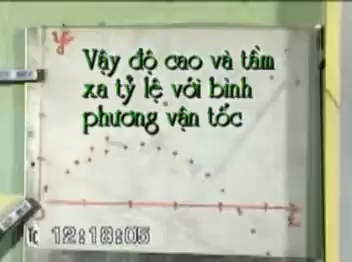 y
Vậy độ cao và tầm
xa tỷ lệ với bình
phương vận tốc
x
TC 12:18:05